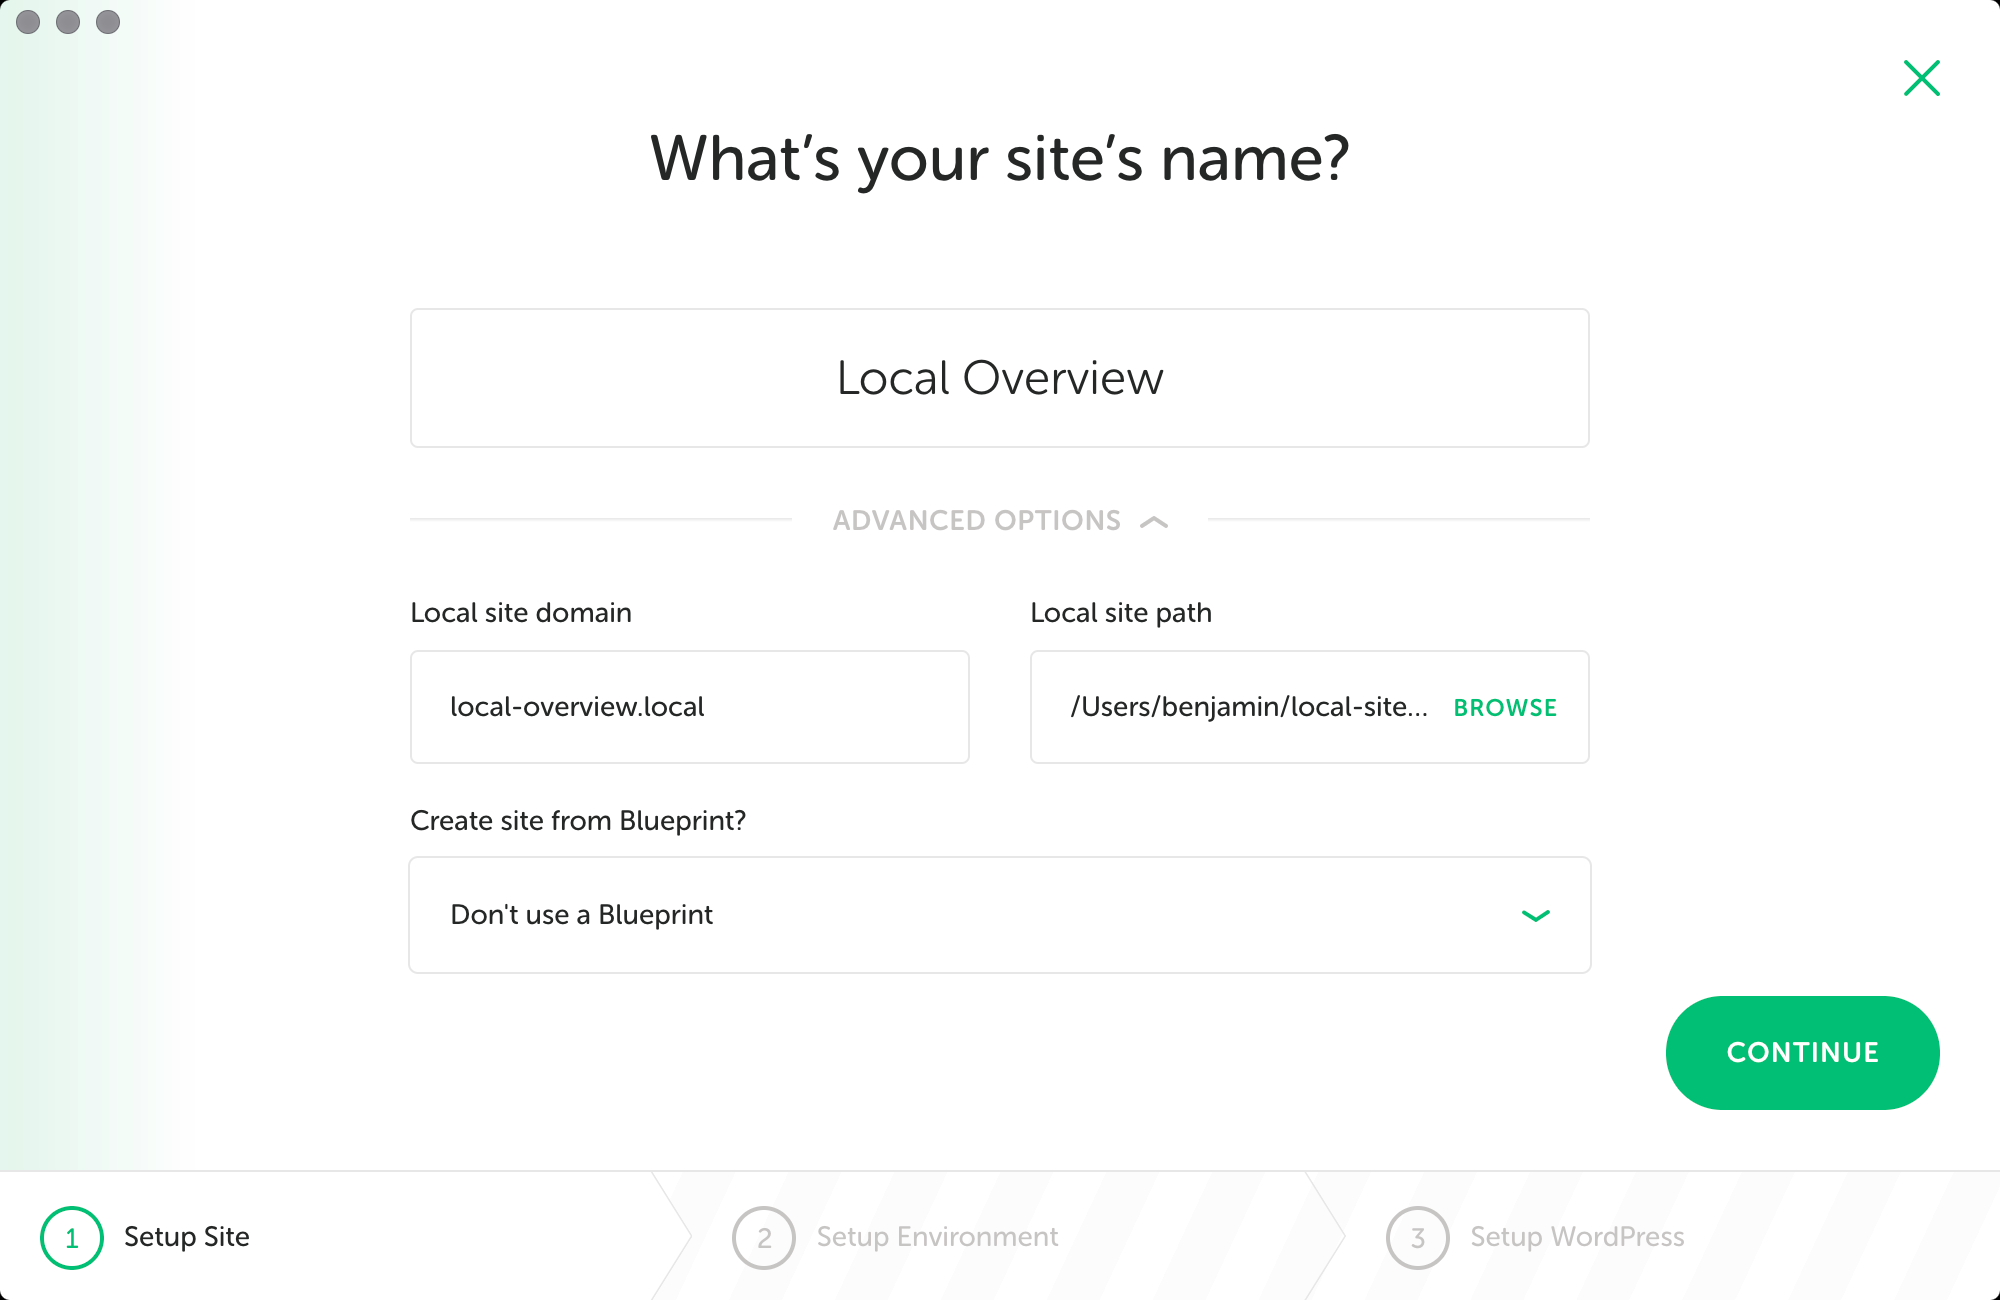 What’s your site’s name?
Local Overview
ADVANCED OPTIONS
Local site domain
Local site path
local-overview.local
/Users/benjamin/local-site...
BROWSE
Create site from Blueprint?
Don't use a Blueprint
CONTINUE
1 Setup Site
2 Setup Environment
3 Setup WordPress